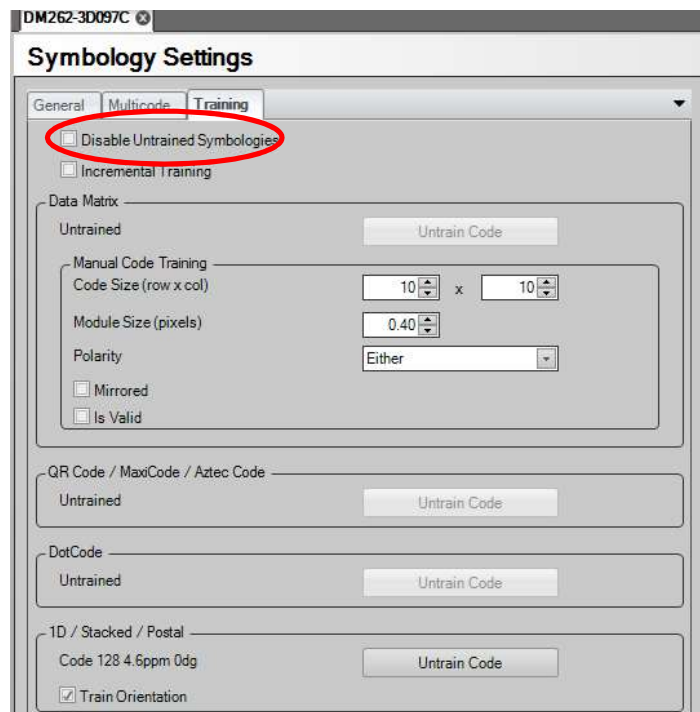 DM262-3D097C
Symbology Settings
General Multicode Training
Disable Untrained Symbologies
Incremental Training
Data Matrix
Untrained Untrain Code
Manual Code Training
Code Size (row x col) 10 x 10
Module Size (pixels) 0.40
Polarity Either
Mirrored
Is Valid
QR Code / MaxiCode / Aztec Code
Untrained Untrain Code
DotCode
Untrained Untrain Code
1D / Stacked / Postal
Code 128 4.6ppm 0dg Untrain Code
Train Orientation